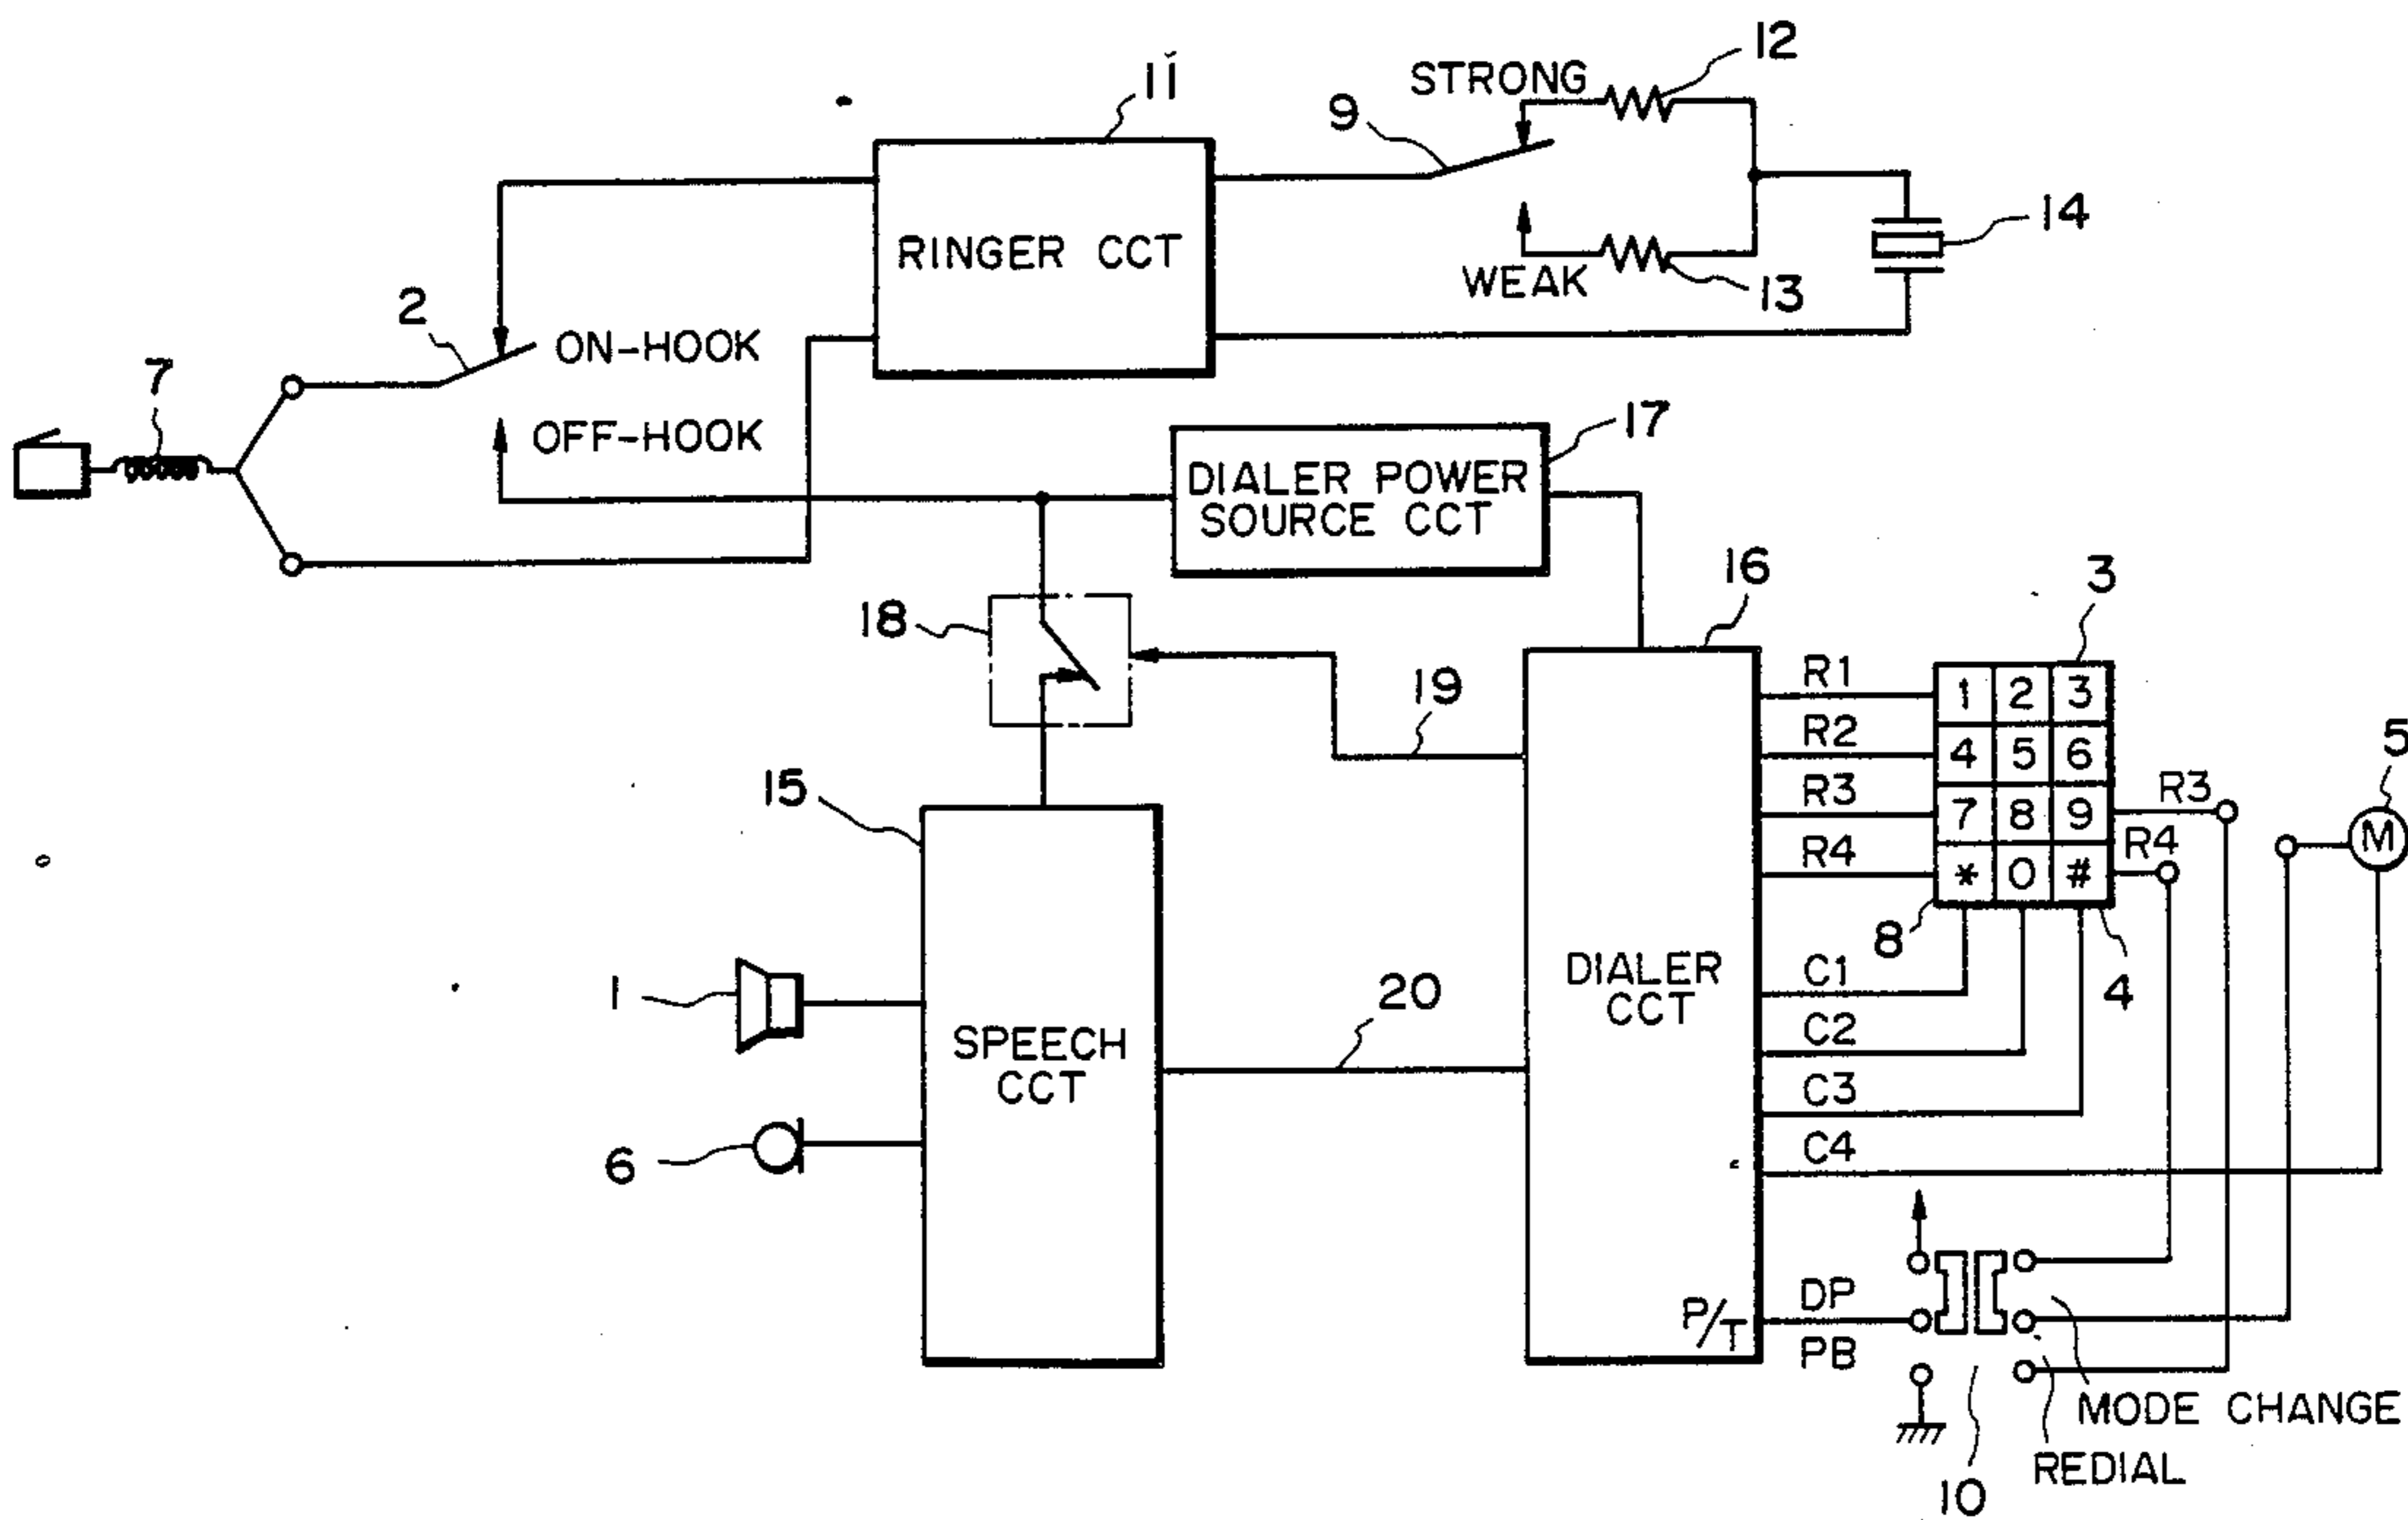 12
STRONG
11
9
RINGER CCT
14
WEAK
13
2
ON-HOOK
7
OFF-HOOK
17
DIALER POWER
SOURCE CCT
16
3
18
19
R1
1 2 3
R2
4 5 6
5
R3
7 8 9
R3
M
R4
* 0 #
R4
15
8
4
DIALER
CCT
C1
1
20
C2
SPEECH
CCT
C3
6
C4
P/T
DP
PB
MODE CHANGE
REDIAL
10